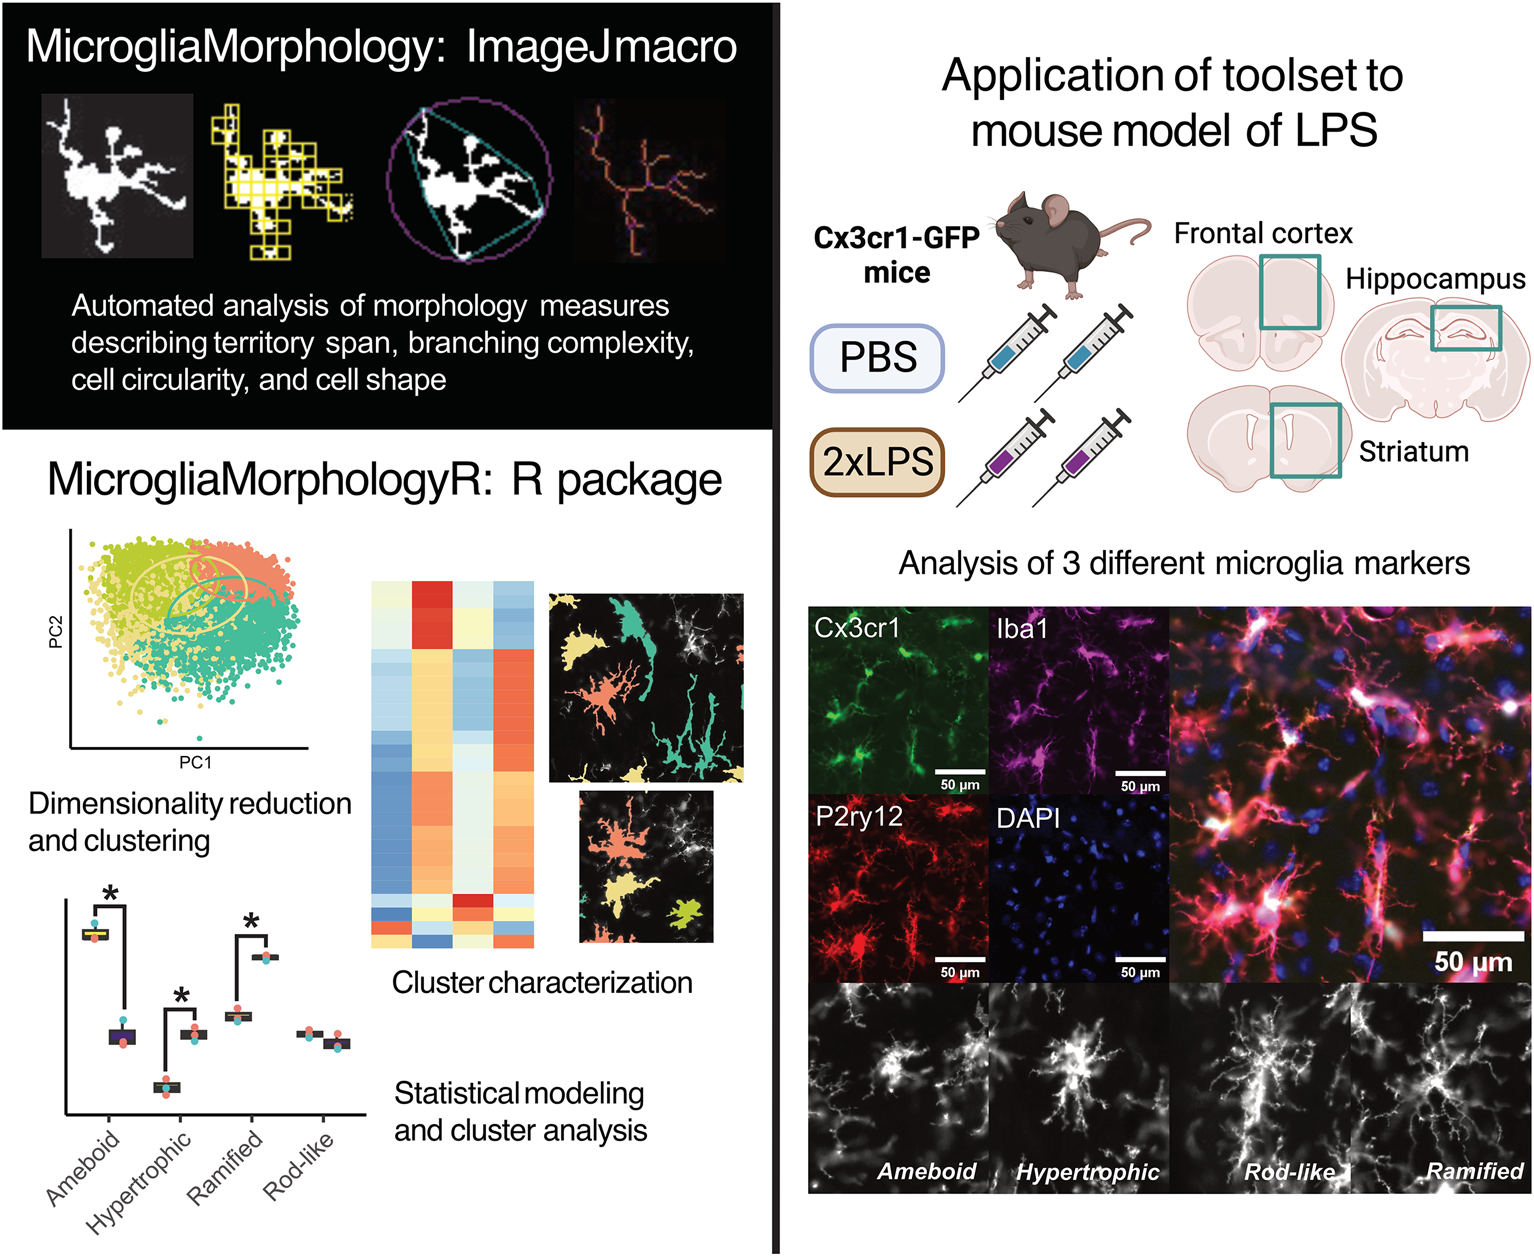 MicrogliaMorphology: ImageJmacro
Automated analysis of morphology measures
describing territory span, branching complexity,
cell circularity, and cell shape
MicrogliaMorphologyR: R package
PC2
PC1
Dimensionality reduction
and clustering
Cluster characterization
*
*
*
Ameboid
Hypertrophic
Ramified
Rod-like
Statistical modeling
and cluster analysis
Application of toolset to
mouse model of LPS
Cx3cr1-GFP
mice
PBS
2xLPS
Frontal cortex
Hippocampus
Striatum
Analysis of 3 different microglia markers
Cx3cr1
50 µm
Iba1
50 µm
P2ry12
50 µm
DAPI
50 µm
50 µm
Ameboid
Hypertrophic
Rod-like
Ramified